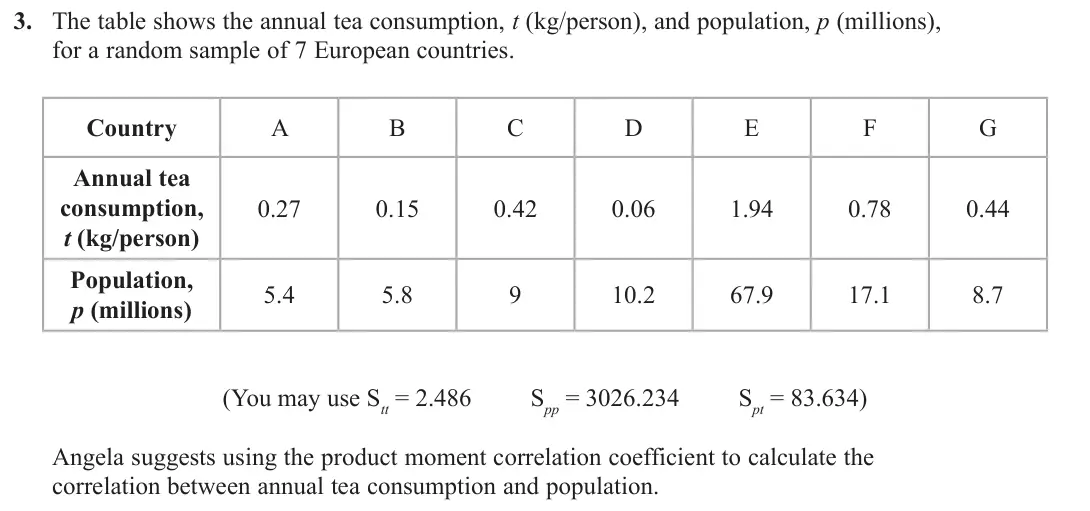 3. The table shows the annual tea consumption, t (kg/person), and population, p (millions),
for a random sample of 7 European countries.
Country A B C D E F G
Annual tea
consumption,
t (kg/person) 0.27 0.15 0.42 0.06 1.94 0.78 0.44
Population,
p (millions) 5.4 5.8 9 10.2 67.9 17.1 8.7
(You may use Stt = 2.486 Spp = 3026.234 Spt = 83.634)
Angela suggests using the product moment correlation coefficient to calculate the
correlation between annual tea consumption and population.